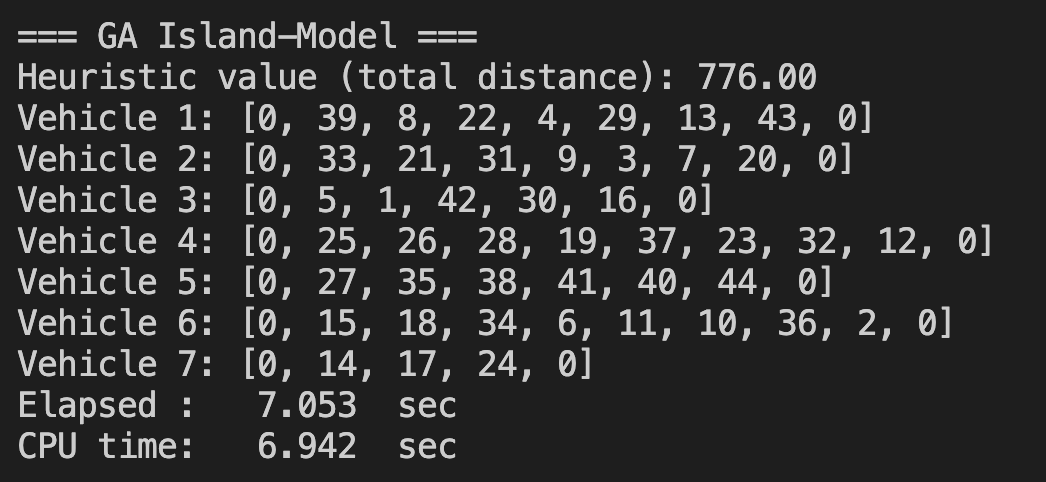 === GA Island-Model ===
Heuristic value (total distance): 776.00
Vehicle 1: [0, 39, 8, 22, 4, 29, 13, 43, 0]
Vehicle 2: [0, 33, 21, 31, 9, 3, 7, 20, 0]
Vehicle 3: [0, 5, 1, 42, 30, 16, 0]
Vehicle 4: [0, 25, 26, 28, 19, 37, 23, 32, 12, 0]
Vehicle 5: [0, 27, 35, 38, 41, 40, 44, 0]
Vehicle 6: [0, 15, 18, 34, 6, 11, 10, 36, 2, 0]
Vehicle 7: [0, 14, 17, 24, 0]
Elapsed :   7.053  sec
CPU time:   6.942  sec